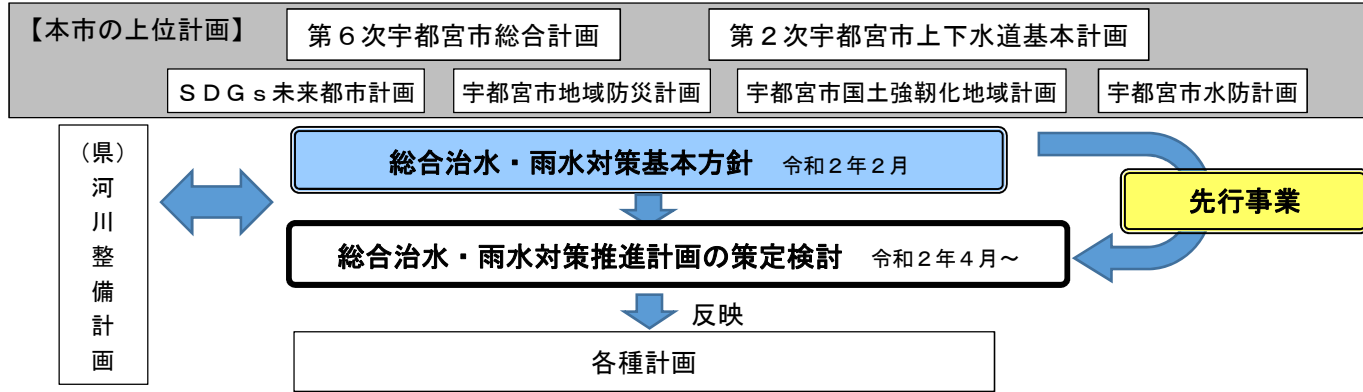 【本市の上位計画】
第6次宇都宮市総合計画
第2次宇都宮市上下水道基本計画
SDGs未来都市計画
宇都宮市地域防災計画
宇都宮市国土強靭化地域計画
宇都宮市水防計画
(県)河川整備計画
総合治水・雨水対策基本方針 令和2年2月
先行事業
総合治水・雨水対策推進計画の策定検討 令和2年4月~
反映
各種計画